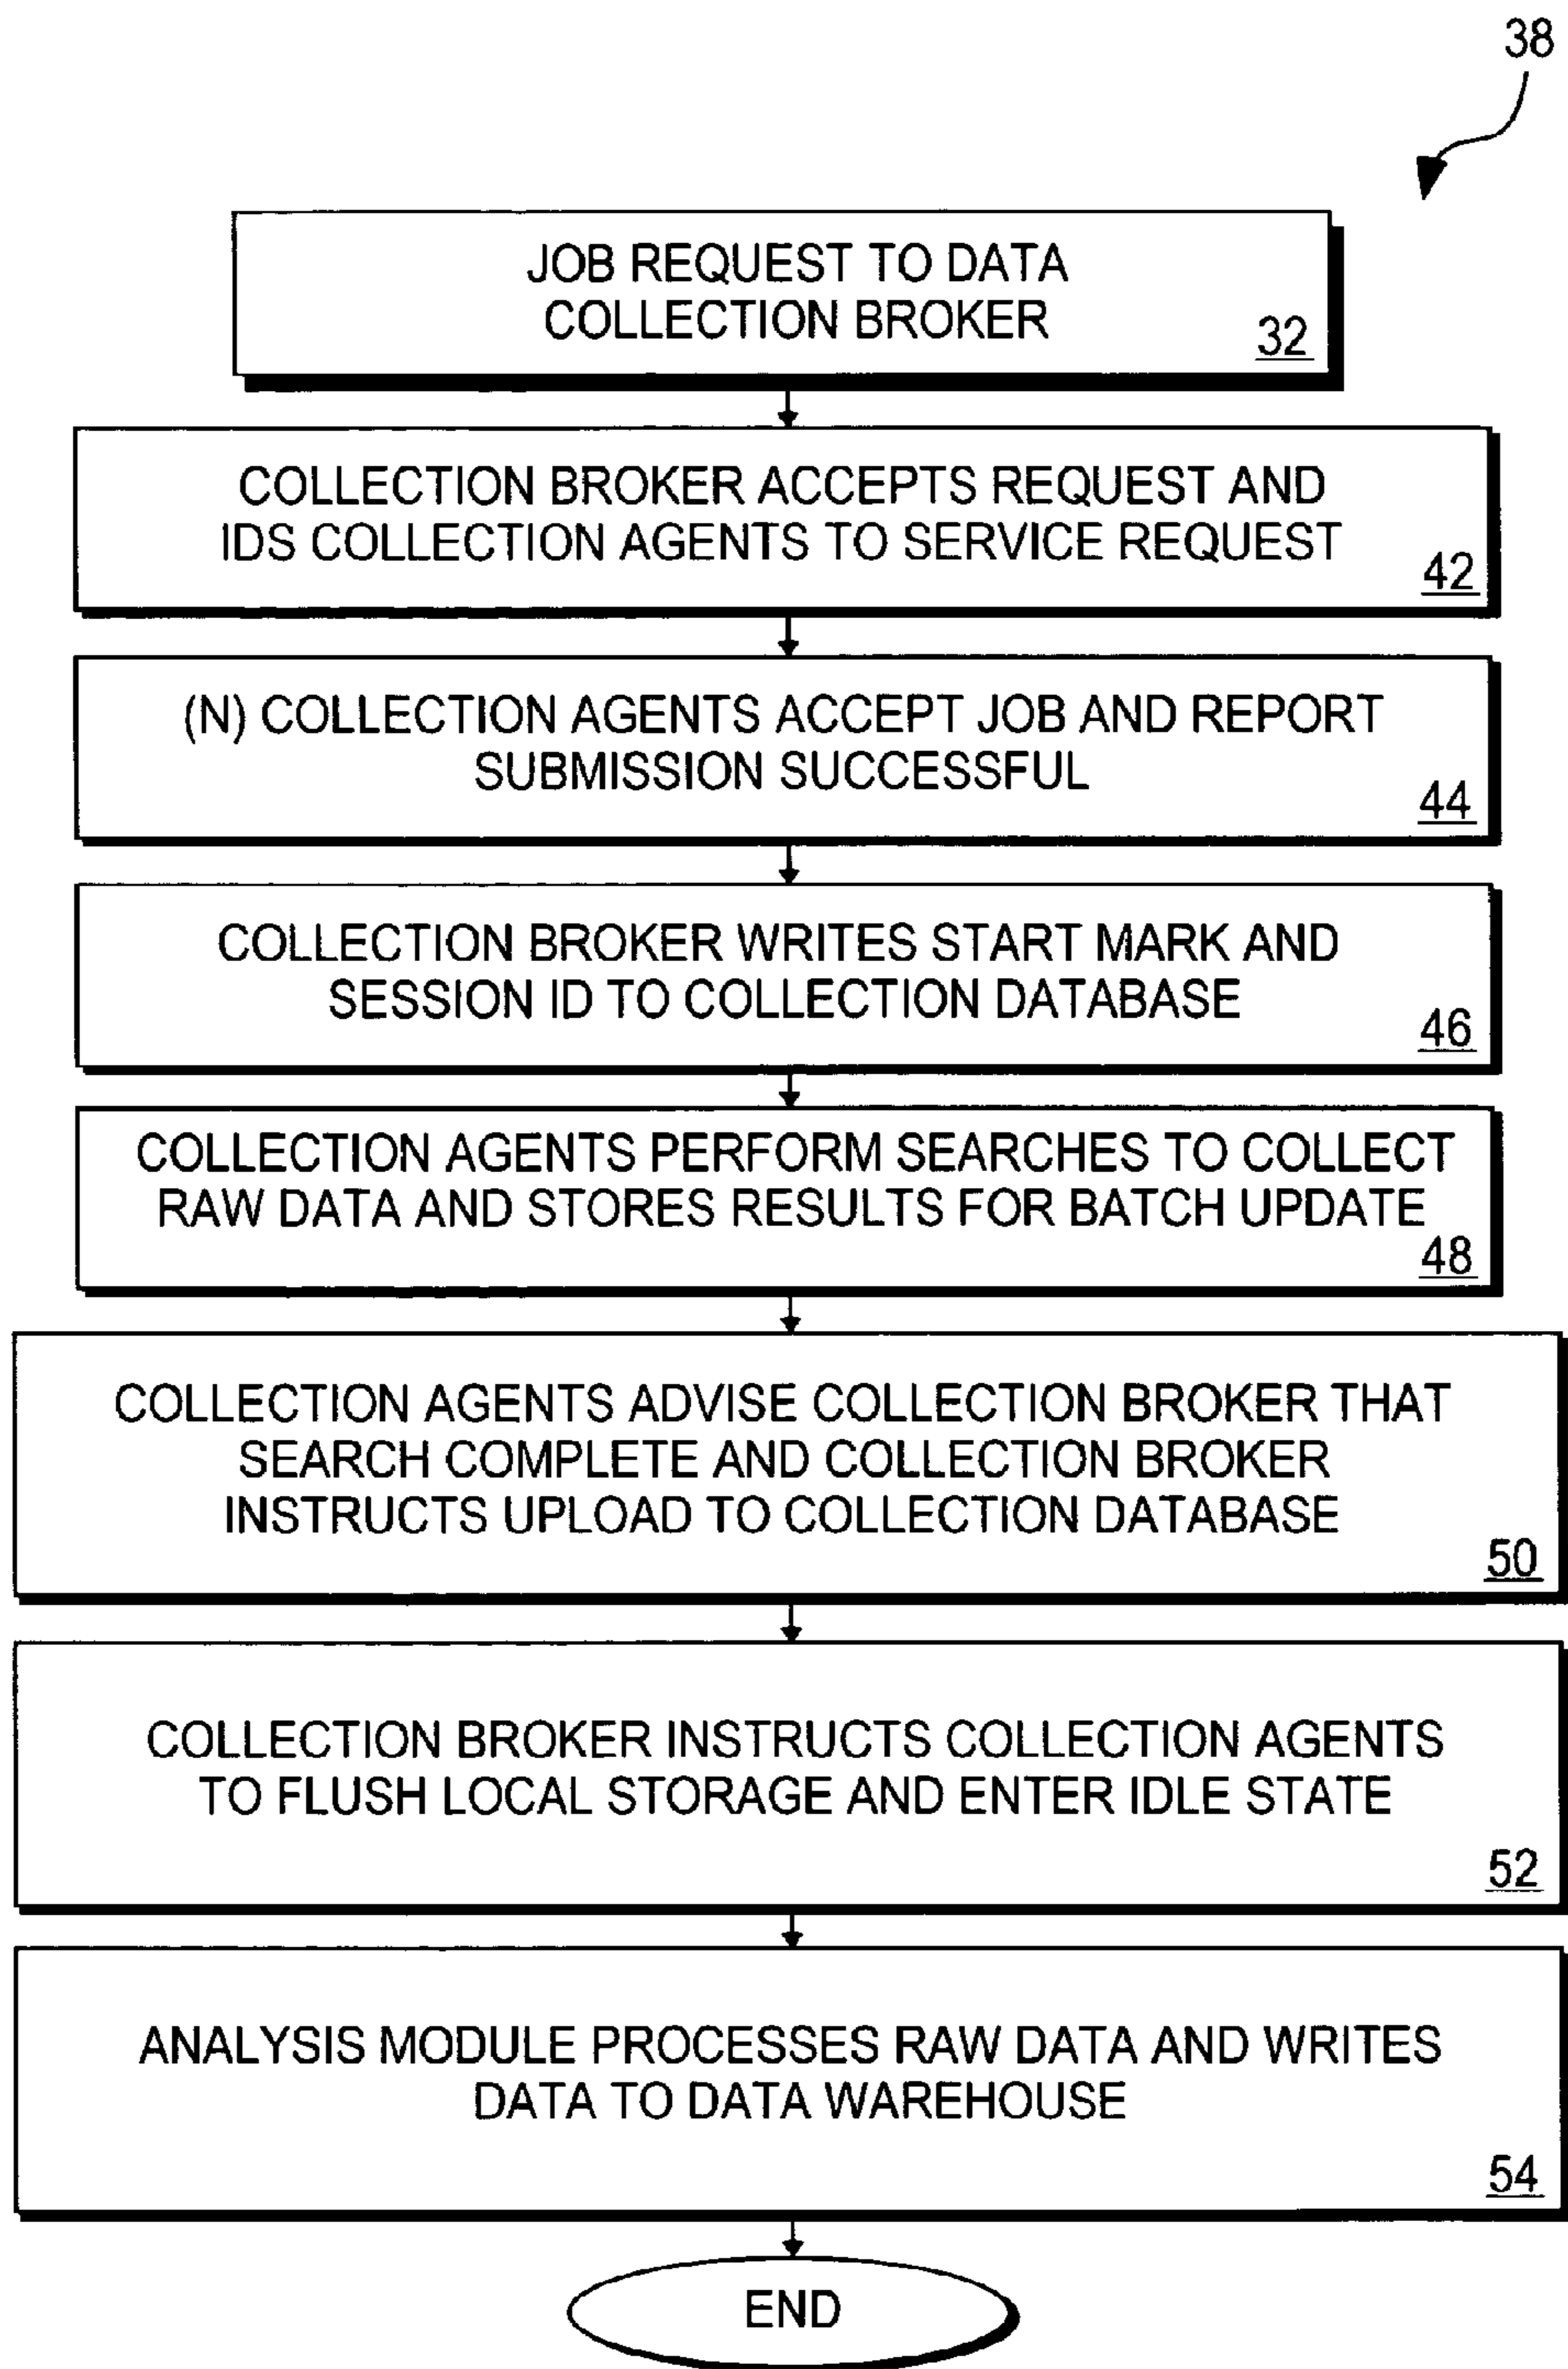 38
JOB REQUEST TO DATA
COLLECTION BROKER
32
COLLECTION BROKER ACCEPTS REQUEST AND
IDS COLLECTION AGENTS TO SERVICE REQUEST
42
(N) COLLECTION AGENTS ACCEPT JOB AND REPORT
SUBMISSION SUCCESSFUL
44
COLLECTION BROKER WRITES START MARK AND
SESSION ID TO COLLECTION DATABASE
46
COLLECTION AGENTS PERFORM SEARCHES TO COLLECT
RAW DATA AND STORES RESULTS FOR BATCH UPDATE
48
COLLECTION AGENTS ADVISE COLLECTION BROKER THAT
SEARCH COMPLETE AND COLLECTION BROKER
INSTRUCTS UPLOAD TO COLLECTION DATABASE
50
COLLECTION BROKER INSTRUCTS COLLECTION AGENTS
TO FLUSH LOCAL STORAGE AND ENTER IDLE STATE
52
ANALYSIS MODULE PROCESSES RAW DATA AND WRITES
DATA TO DATA WAREHOUSE
54
END